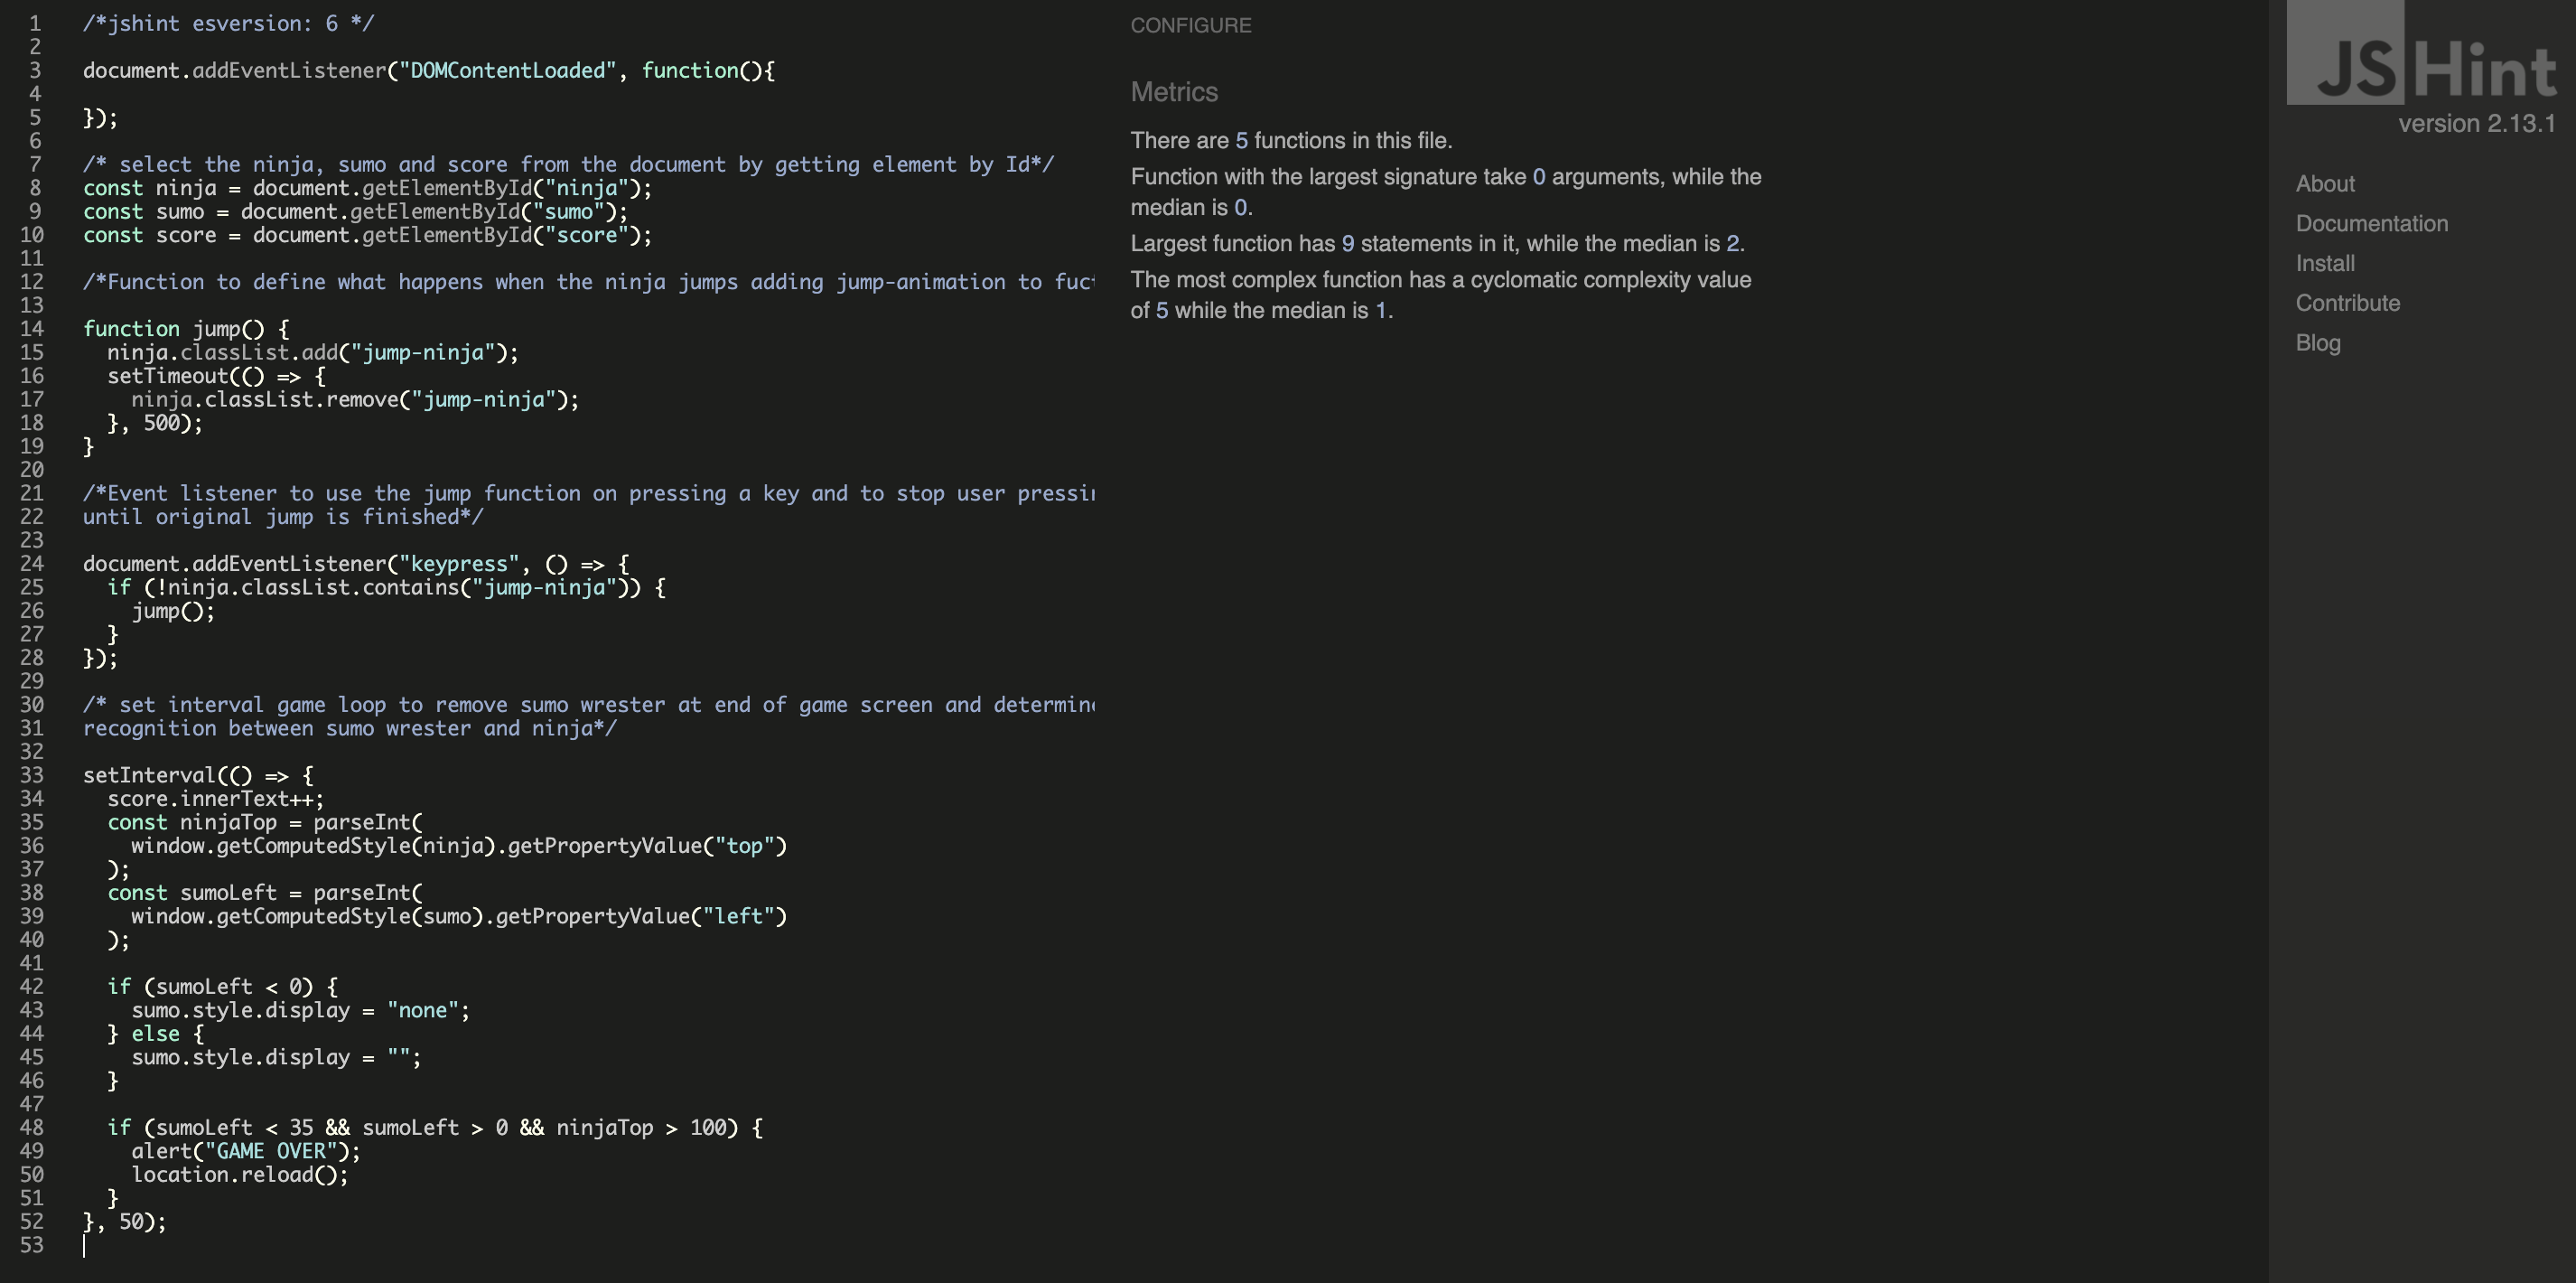 1 /*jshint esversion: 6 */
2
3 document.addEventListener("DOMContentLoaded", function(){
4
5 });
6
7 /* select the ninja, sumo and score from the document by getting element by Id*/
8 const ninja = document.getElementById("ninja");
9 const sumo = document.getElementById("sumo");
10 const score = document.getElementById("score");
11
12 /*Function to define what happens when the ninja jumps adding jump-animation to fuct
13
14 function jump() {
15 ninja.classList.add("jump-ninja");
16 setTimeout(() => {
17 ninja.classList.remove("jump-ninja");
18 }, 500);
19 }
20
21 /*Event listener to use the jump function on pressing a key and to stop user pressin
22 until original jump is finished*/
23
24 document.addEventListener("keypress", () => {
25 if (!ninja.classList.contains("jump-ninja")) {
26 jump();
27 }
28 });
29
30 /* set interval game loop to remove sumo wrester at end of game screen and determine
31 recognition between sumo wrester and ninja*/
32
33 setInterval(() => {
34 score.innerText++;
35 const ninjaTop = parseInt(
36 window.getComputedStyle(ninja).getPropertyValue("top")
37 );
38 const sumoLeft = parseInt(
39 window.getComputedStyle(sumo).getPropertyValue("left")
40 );
41
42 if (sumoLeft < 0) {
43 sumo.style.display = "none";
44 } else {
45 sumo.style.display = "";
46 }
47
48 if (sumoLeft < 35 && sumoLeft > 0 && ninjaTop > 100) {
49 alert("GAME OVER");
50 location.reload();
51 }
52 }, 50);
53
CONFIGURE
Metrics
There are 5 functions in this file.
Function with the largest signature take 0 arguments, while the
median is 0.
Largest function has 9 statements in it, while the median is 2.
The most complex function has a cyclomatic complexity value
of 5 while the median is 1.
JSHint
version 2.13.1
About
Documentation
Install
Contribute
Blog